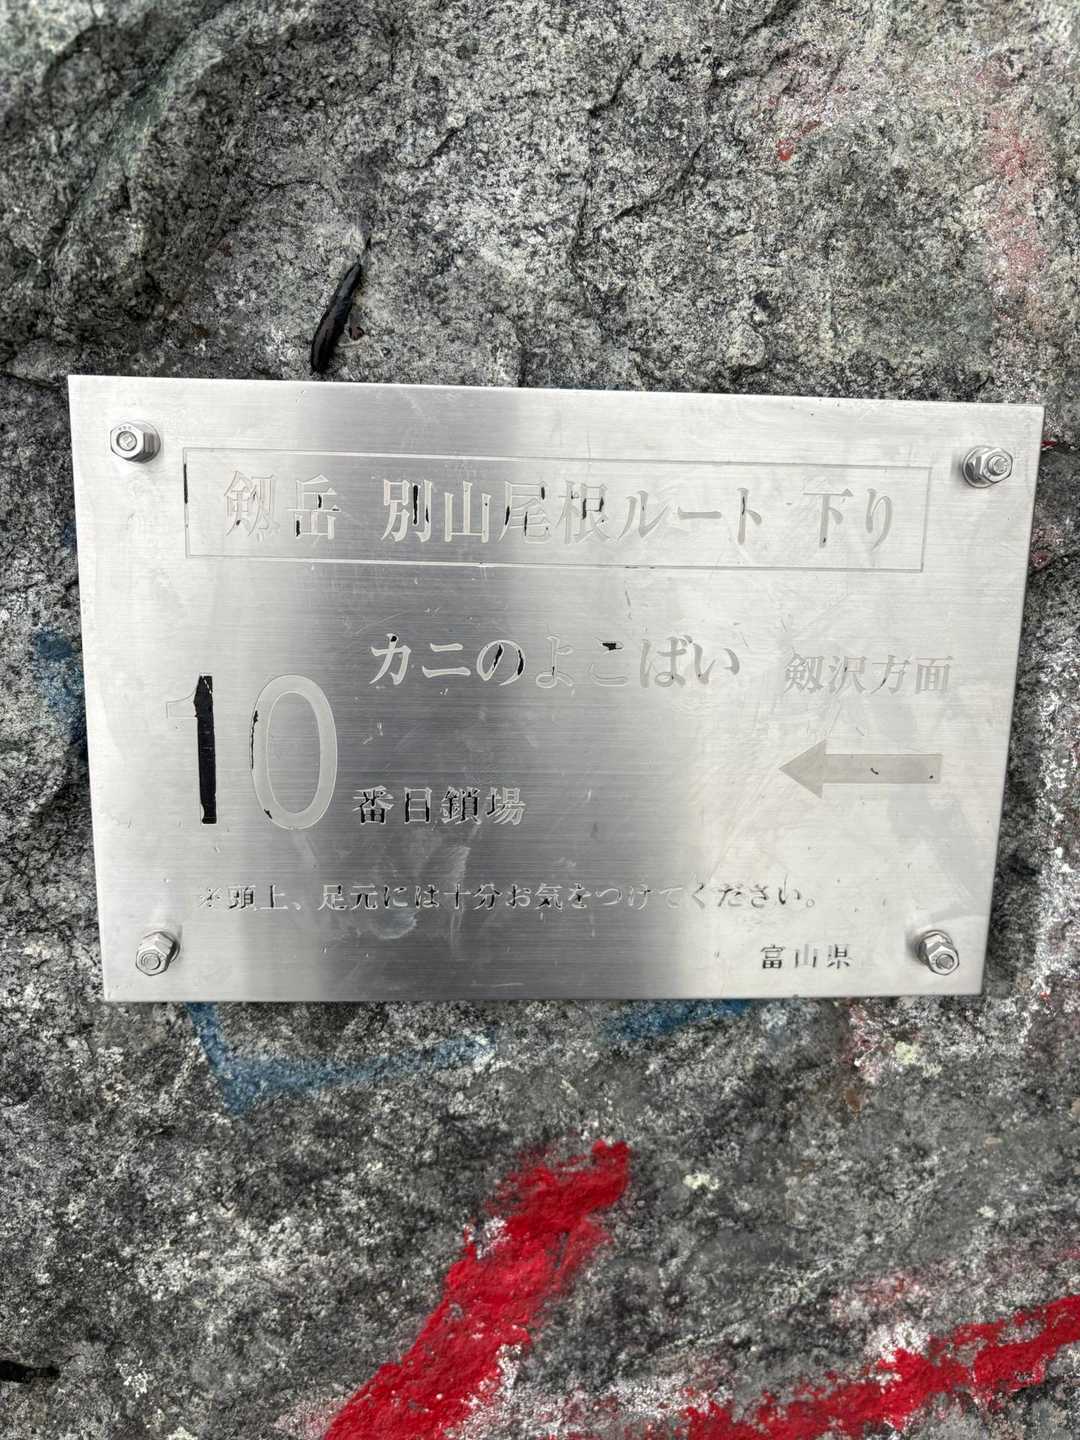 剱岳 別山尾根ルート 下り
カニのよこばい
剱沢方面
10番目鎖場
※頭上、足元には十分お気をつけてください。
富山県